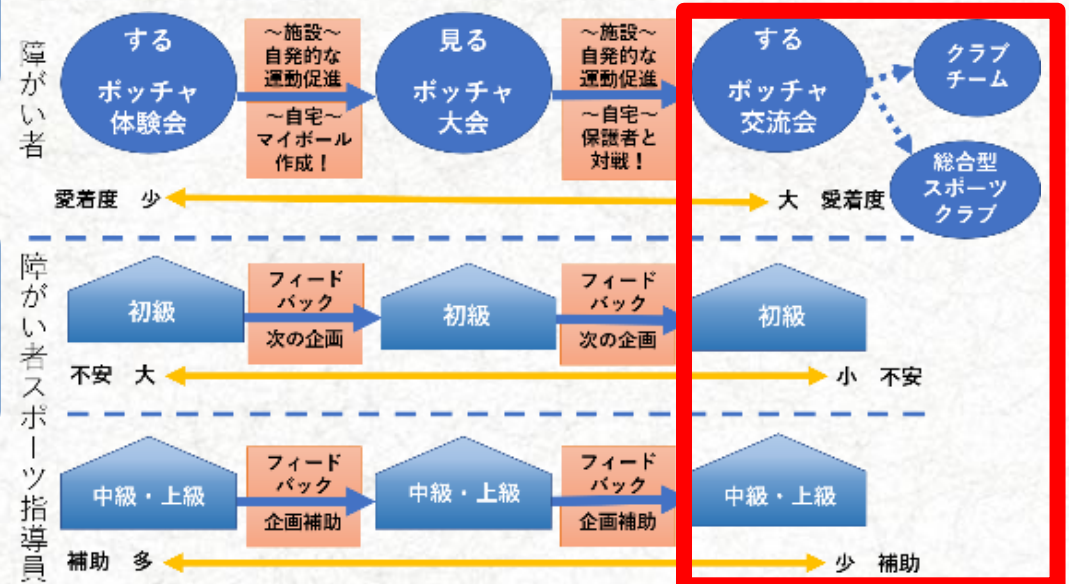 障がい者
する
ボッチャ
体験会
～施設～
自発的な
運動促進
～自宅～
マイボール
作成！
見る
ボッチャ
大会
～施設～
自発的な
運動促進
～自宅～
保護者と
対戦！
する
ボッチャ
交流会
クラブ
チーム
総合型
スポーツ
クラブ
愛着度 少
大 愛着度
障がい者スポーツ指導員
初級
フィード
バック
次の企画
初級
フィード
バック
次の企画
初級
不安 大
小 不安
中級・上級
フィード
バック
企画補助
中級・上級
フィード
バック
企画補助
中級・上級
補助 多
少 補助